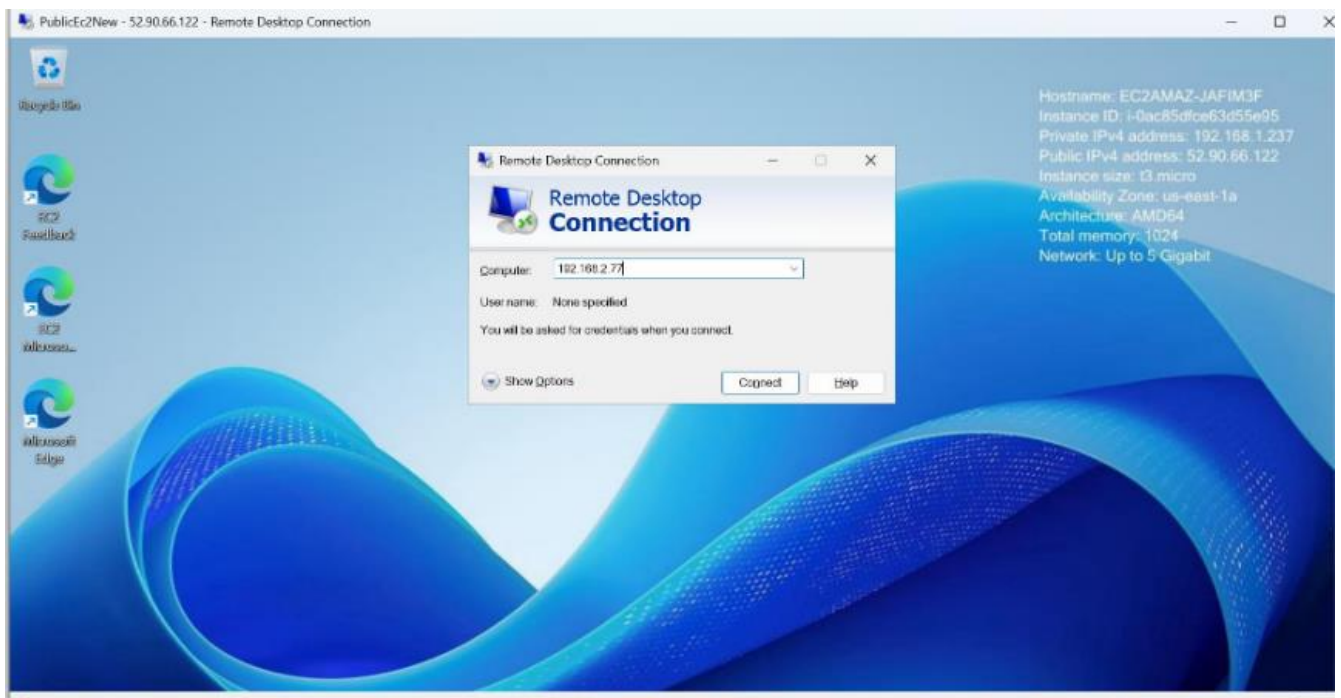 PublicEc2New - 52.90.66.122 - Remote Desktop Connection
Recycle Bin
EC2
Feedback
EC2
Microsoft
Edge
Hostname: EC2AMAZ-JAFIM3F
Instance ID: i-0ac85dfce63d55e95
Private IPv4 address: 192.168.1.237
Public IPv4 address: 52.90.66.122
Instance size: t3.micro
Availability Zone: us-east-1a
Architecture: AMD64
Total memory: 1024
Network: Up to 5 Gigabit
Remote Desktop Connection
Remote Desktop
Connection
Computer: 192.168.2.77
User name: None specified
You will be asked for credentials when you connect.
Show Options
Connect
Help